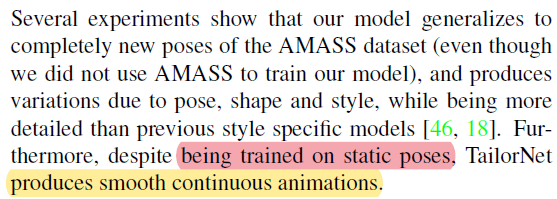 Several experiments show that our model generalizes to
completely new poses of the AMASS dataset (even though
we did not use AMASS to train our model), and produces
variations due to pose, shape and style, while being more
detailed than previous style specific models [46, 18]. Fur-
thermore, despite being trained on static poses, TailorNet
produces smooth continuous animations.